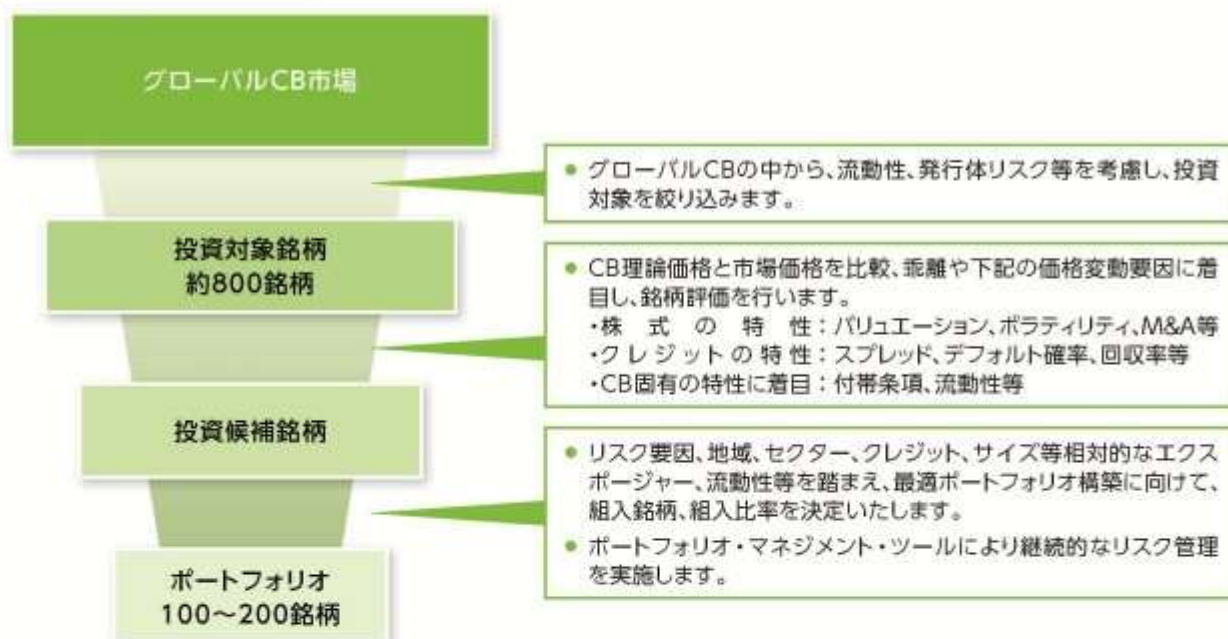 グローバルCB市場
● グローバルCBの中から、流動性、発行体リスク等を考慮し、投資
対象を絞り込みます。
投資対象銘柄
約800銘柄
● CB理論価格と市場価格を比較、乖離や下記の価格変動要因に着
目し、銘柄評価を行います。
・株式の特性：バリュエーション、ボラティリティ、M&A等
・クレジットの特性：スプレッド、デフォルト確率、回収率等
・CB固有の特性に着目：付帯条項、流動性等
投資候補銘柄
● リスク要因、地域、セクター、クレジット、サイズ等相対的なエクス
ポージャー、流動性等を踏まえ、最適ポートフォリオ構築に向けて、
組入銘柄、組入比率を決定いたします。
● ポートフォリオ・マネジメント・ツールにより継続的なリスク管理
を実施します。
ポートフォリオ
100～200銘柄